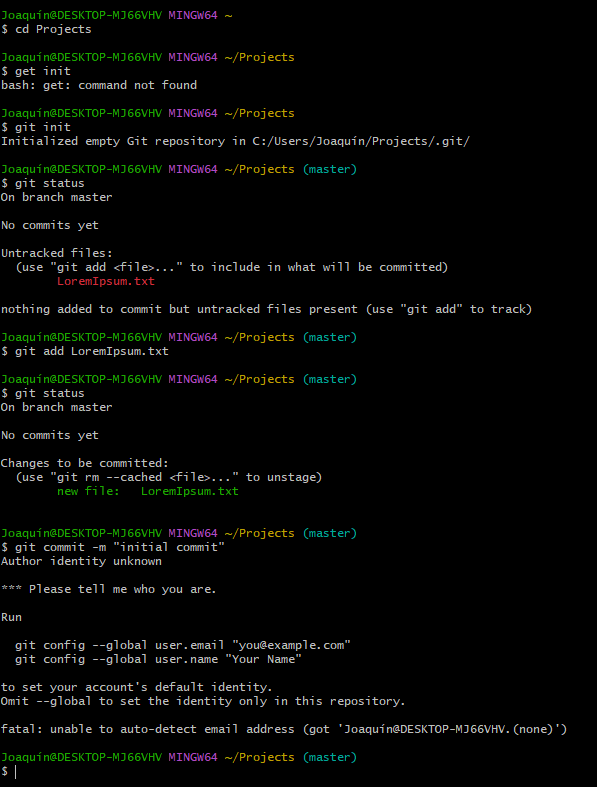 Joaquín@DESKTOP-MJ66VHV MINGW64 ~
$ cd Projects
Joaquín@DESKTOP-MJ66VHV MINGW64 ~/Projects
$ get init
bash: get: command not found
Joaquín@DESKTOP-MJ66VHV MINGW64 ~/Projects
$ git init
Initialized empty Git repository in C:/Users/Joaquín/Projects/.git/
Joaquín@DESKTOP-MJ66VHV MINGW64 ~/Projects (master)
$ git status
On branch master
No commits yet
Untracked files:
  (use "git add <file>..." to include in what will be committed)
        LoremIpsum.txt
nothing added to commit but untracked files present (use "git add" to track)
Joaquín@DESKTOP-MJ66VHV MINGW64 ~/Projects (master)
$ git add LoremIpsum.txt
Joaquín@DESKTOP-MJ66VHV MINGW64 ~/Projects (master)
$ git status
On branch master
No commits yet
Changes to be committed:
  (use "git rm --cached <file>..." to unstage)
        new file:   LoremIpsum.txt
Joaquín@DESKTOP-MJ66VHV MINGW64 ~/Projects (master)
$ git commit -m "initial commit"
Author identity unknown
*** Please tell me who you are.
Run
  git config --global user.email "you@example.com"
  git config --global user.name "Your Name"
to set your account's default identity.
Omit --global to set the identity only in this repository.
fatal: unable to auto-detect email address (got 'Joaquín@DESKTOP-MJ66VHV.(none)')
Joaquín@DESKTOP-MJ66VHV MINGW64 ~/Projects (master)
$